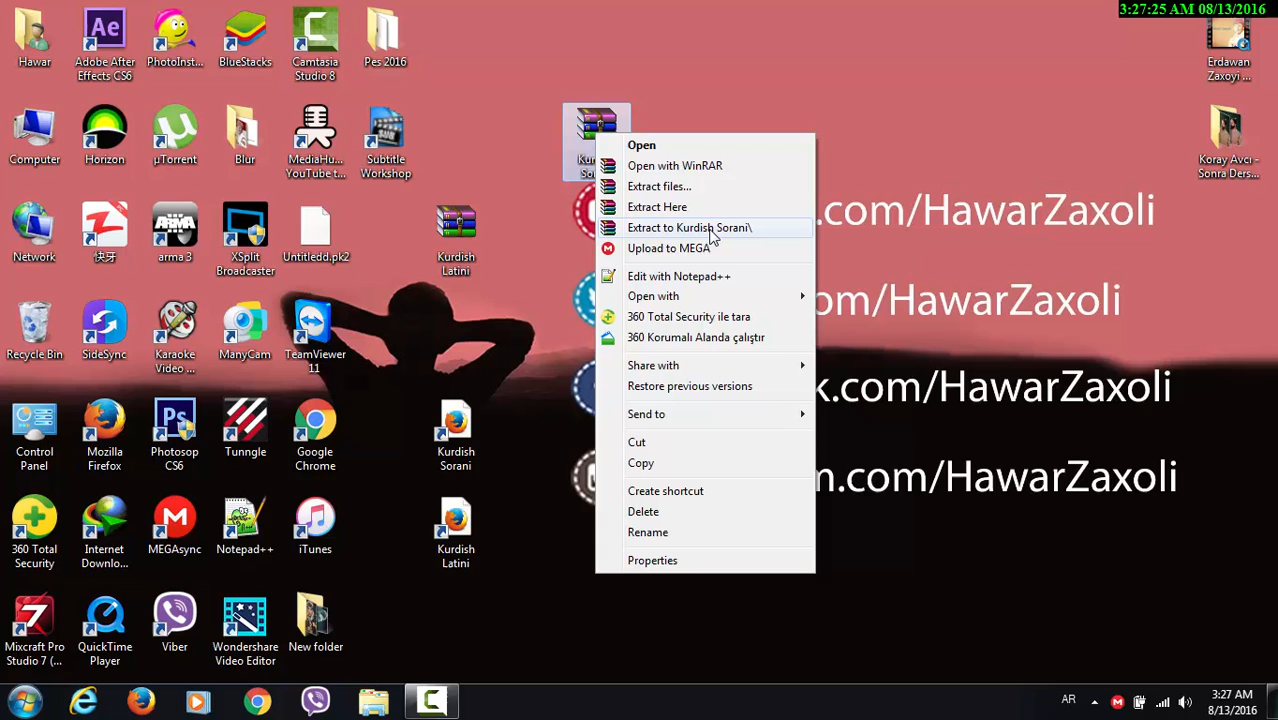 3:27:25 AM 08/13/2016
Hawar
Adobe After
Effects CS6
PhotoInst...
BlueStacks
Camtasia
Studio 8
Pes 2016
Erdawan
Zaxoyi ...
Computer
Horizon
µTorrent
Blur
MediaHu...
YouTube t...
Subtitle
Workshop
Koray Avcı -
Sonra Ders...
Network
快牙
arma 3
XSplit
Broadcaster
Untitledd.pk2
Kurdish
Latini
Recycle Bin
SideSync
Karaoke
Video ...
ManyCam
TeamViewer
11
Control
Panel
Mozilla
Firefox
Photosop
CS6
Tunngle
Google
Chrome
Kurdish
Sorani
360 Total
Security
Internet
Downlo...
MEGAsync
Notepad++
iTunes
Kurdish
Latini
Mixcraft Pro
Studio 7 (...
QuickTime
Player
Viber
Wondershare
Video Editor
New folder
Open
Open with WinRAR
Extract files...
Extract Here
Extract to Kurdish Sorani\
Upload to MEGA
Edit with Notepad++
Open with
360 Total Security ile tara
360 Korumalı Alanda çalıştır
Share with
Restore previous versions
Send to
Cut
Copy
Create shortcut
Delete
Rename
Properties
.com/HawarZaxoli
om/HawarZaxoli
k.com/HawarZaxoli
m.com/HawarZaxoli
AR
3:27 AM
8/13/2016